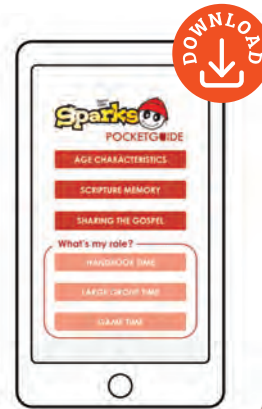 DOWNLOAD
Sparks
POCKETGUIDE
AGE CHARACTERISTICS
SCRIPTURE MEMORY
SHARING THE GOSPEL
What's my role?
HANDBOOK TIME
LARGE GROUP TIME
GAME TIME